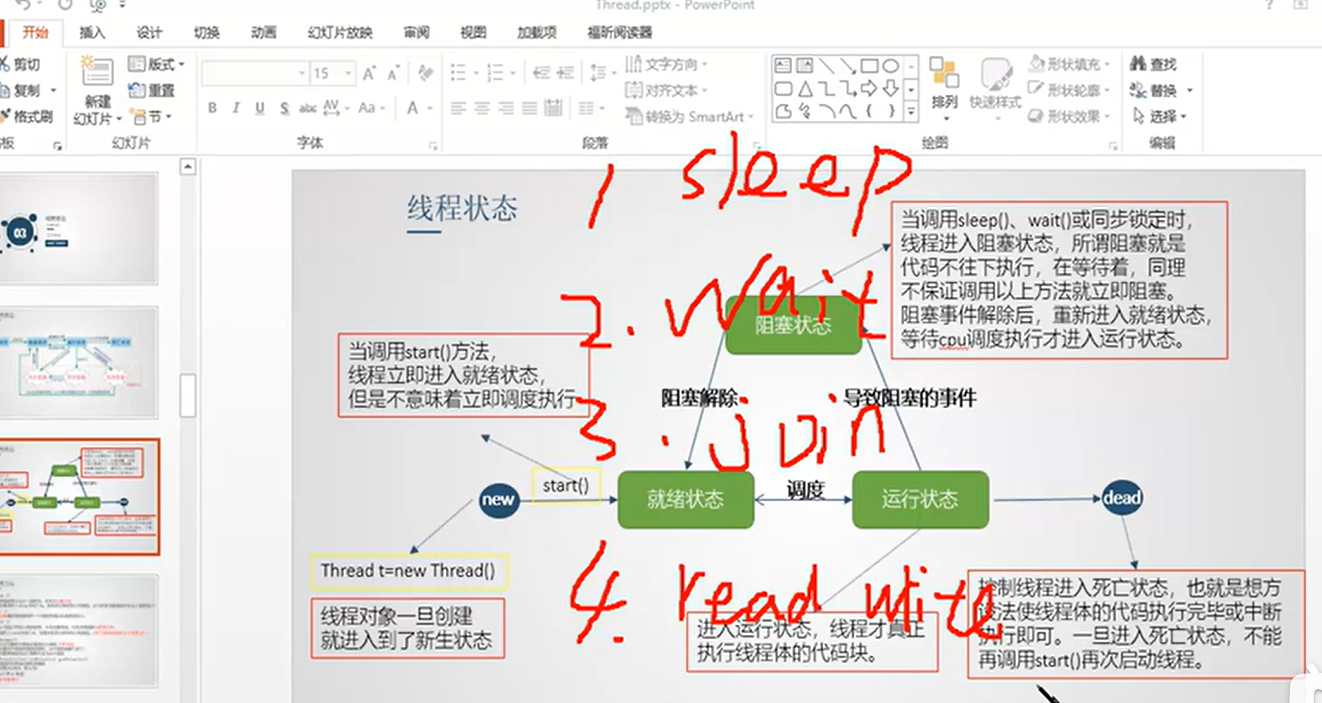 Thread.pptx - PowerPoint
开始 插入 设计 切换 动画 幻灯片放映 审阅 视图 加载项 福昕阅读器
剪切
复制
格式刷
新建
幻灯片
版式
重置
节
幻灯片
15
B I U S abc AV Aa A
字体
文字方向
对齐文本
转换为 SmartArt
段落
排列
快速样式
形状填充
形状轮廓
形状效果
绘图
查找
替换
选择
编辑
03
线程状态
1 sleep
2. wait
3. join
4. read write
当调用sleep()、wait()或同步锁定时,
线程进入阻塞状态，所谓阻塞就是
代码不往下执行，在等待着，同理
不保证调用以上方法就立即阻塞。
阻塞事件解除后，重新进入就绪状态，
等待cpu调度执行才进入运行状态。
阻塞状态
当调用start()方法，
线程立即进入就绪状态，
但是不意味着立即调度执行
阻塞解除
导致阻塞的事件
new
start()
就绪状态
调度
运行状态
dead
Thread t=new Thread()
线程对象一旦创建
就进入到了新生状态
进入运行状态，线程才真正
执行线程体的代码块。
控制线程进入死亡状态，也就是想方
设法使线程体的代码执行完毕或中断
执行即可。一旦进入死亡状态，不能
再调用start()再次启动线程。